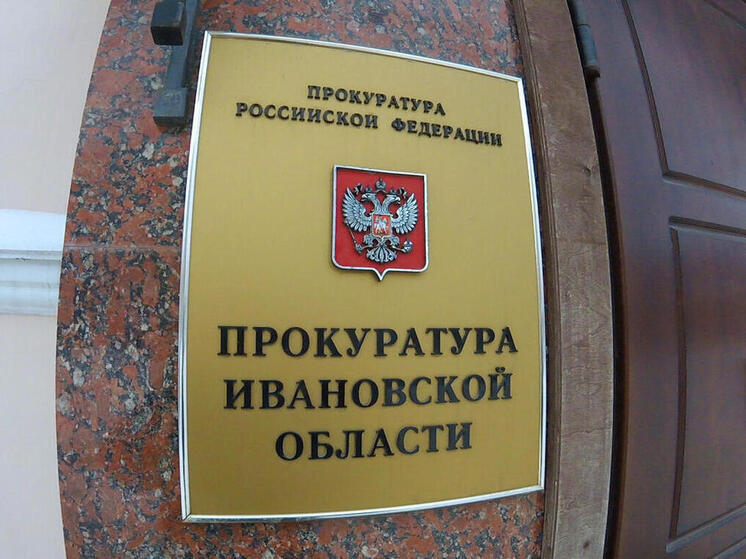 ПРОКУРАТУРА
РОССИЙСКОЙ ФЕДЕРАЦИИ
ПРОКУРАТУРА
ИВАНОВСКОЙ
ОБЛАСТИ